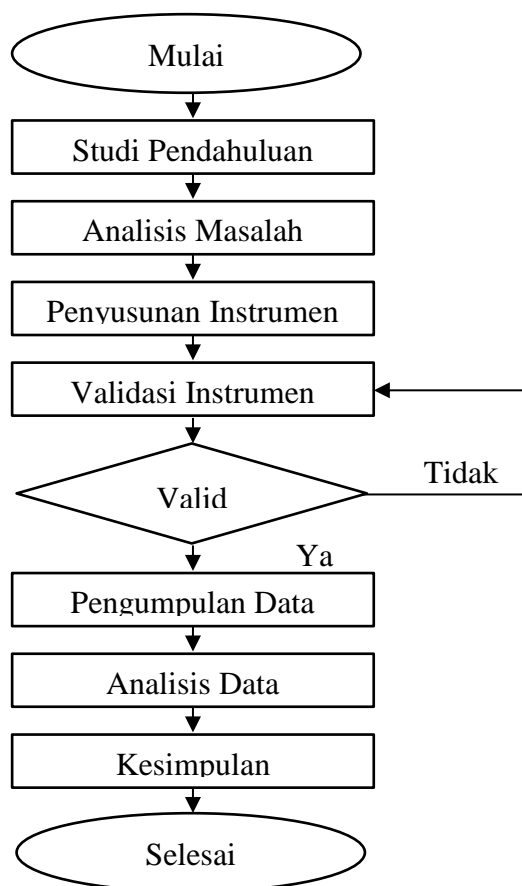 Mulai
Studi Pendahuluan
Analisis Masalah
Penyusunan Instrumen
Validasi Instrumen
Valid
Tidak
Ya
Pengumpulan Data
Analisis Data
Kesimpulan
Selesai